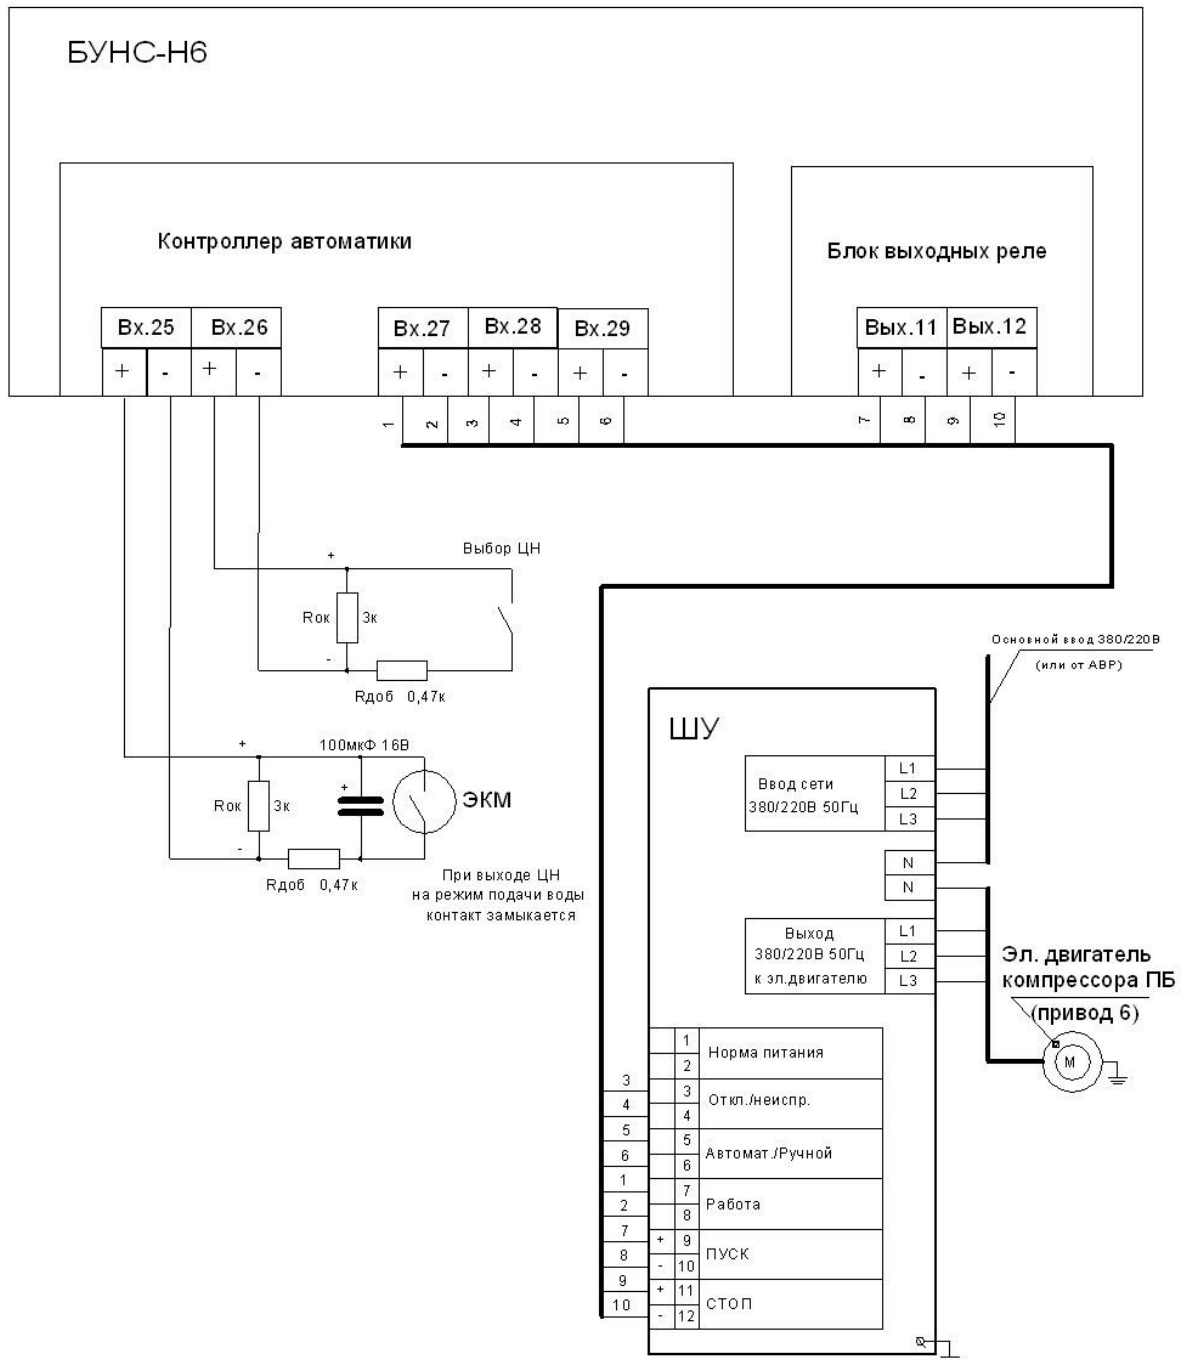 БУНС-Н6
Контроллер автоматики
Блок выходных реле
Вх.25 Вх.26 Вх.27 Вх.28 Вх.29 Вых.11 Вых.12
+ - + - + - + - + - + - + -
1 2 3 4 5 6 7 8 9 10
Выбор ЦН
+
Rок 3к
-
Rдоб 0,47к
Основной ввод 380/220В
(или от АВР)
ШУ
+ 100мкФ 16В
Ввод сети
380/220В 50Гц
L1
L2
L3
+
Rок 3к
ЭКМ
-
Rдоб 0,47к
При выходе ЦН
на режим подачи воды
контакт замыкается
N
N
Выход
380/220В 50Гц
к эл.двигателю
L1
L2
L3
Эл. двигатель
компрессора ПБ
(привод 6)
М
1
2
Норма питания
3 3
4 4
Откл./неиспр.
5 5
6 6
Автомат./Ручной
1 7
2 8
Работа
7 + 9
8 - 10
ПУСК
9 + 11
10 - 12
СТОП